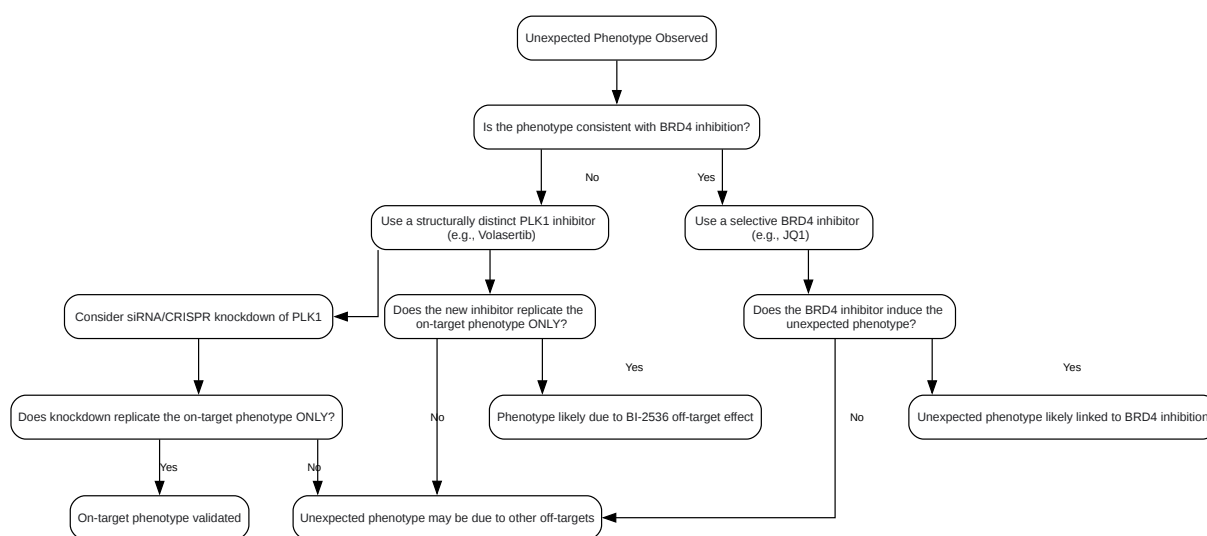 Unexpected Phenotype Observed
Is the phenotype consistent with BRD4 inhibition?
No
Yes
Use a structurally distinct PLK1 inhibitor
(e.g., Volasertib)
Use a selective BRD4 inhibitor
(e.g., JQ1)
Consider siRNA/CRISPR knockdown of PLK1
Does the new inhibitor replicate the
on-target phenotype ONLY?
Does the BRD4 inhibitor induce the
unexpected phenotype?
Yes
Yes
Does knockdown replicate the on-target phenotype ONLY?
No
Phenotype likely due to BI-2536 off-target effect
No
Unexpected phenotype likely linked to BRD4 inhibition
Yes
No
On-target phenotype validated
Unexpected phenotype may be due to other off-targets